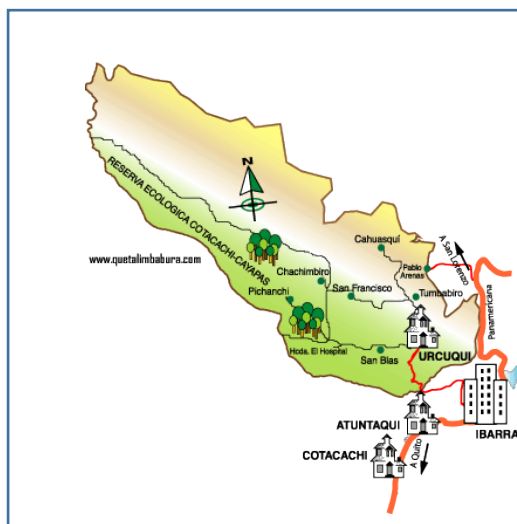 N
RESERVA ECOLOGICA COTACACHI-CAYAPAS
www.quetalimbabura.com
Cahuasquí
A San Lorenzo
Pablo
Arenas
Chachimbiro
Pichanchi
San Francisco
Tumbabiro
Panamericana
Hcda. El Hospital
San Blas
URCUQUI
ATUNTAQUI
IBARRA
COTACACHI
A Quito